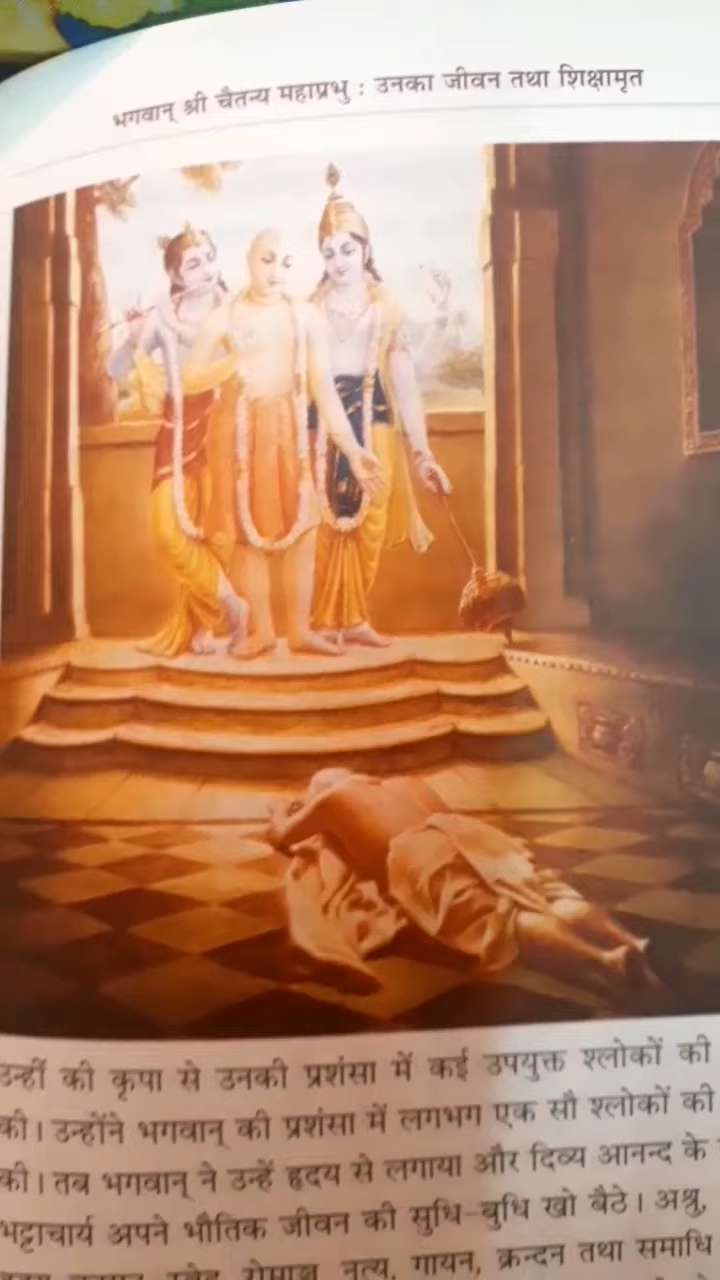 भगवान् श्री चैतन्य महाप्रभु : उनका जीवन तथा शिक्षामृत
उन्हीं की कृपा से उनकी प्रशंसा में कई उपयुक्त श्लोकों की
की। उन्होंने भगवान् की प्रशंसा में लगभग एक सौ श्लोकों की
की। तब भगवान् ने उन्हें हृदय से लगाया और दिव्य आनन्द के
भट्टाचार्य अपने भौतिक जीवन की सुधि-बुधि खो बैठे। अश्रु,
रोमाञ्च, नृत्य, गायन, क्रन्दन तथा समाधि